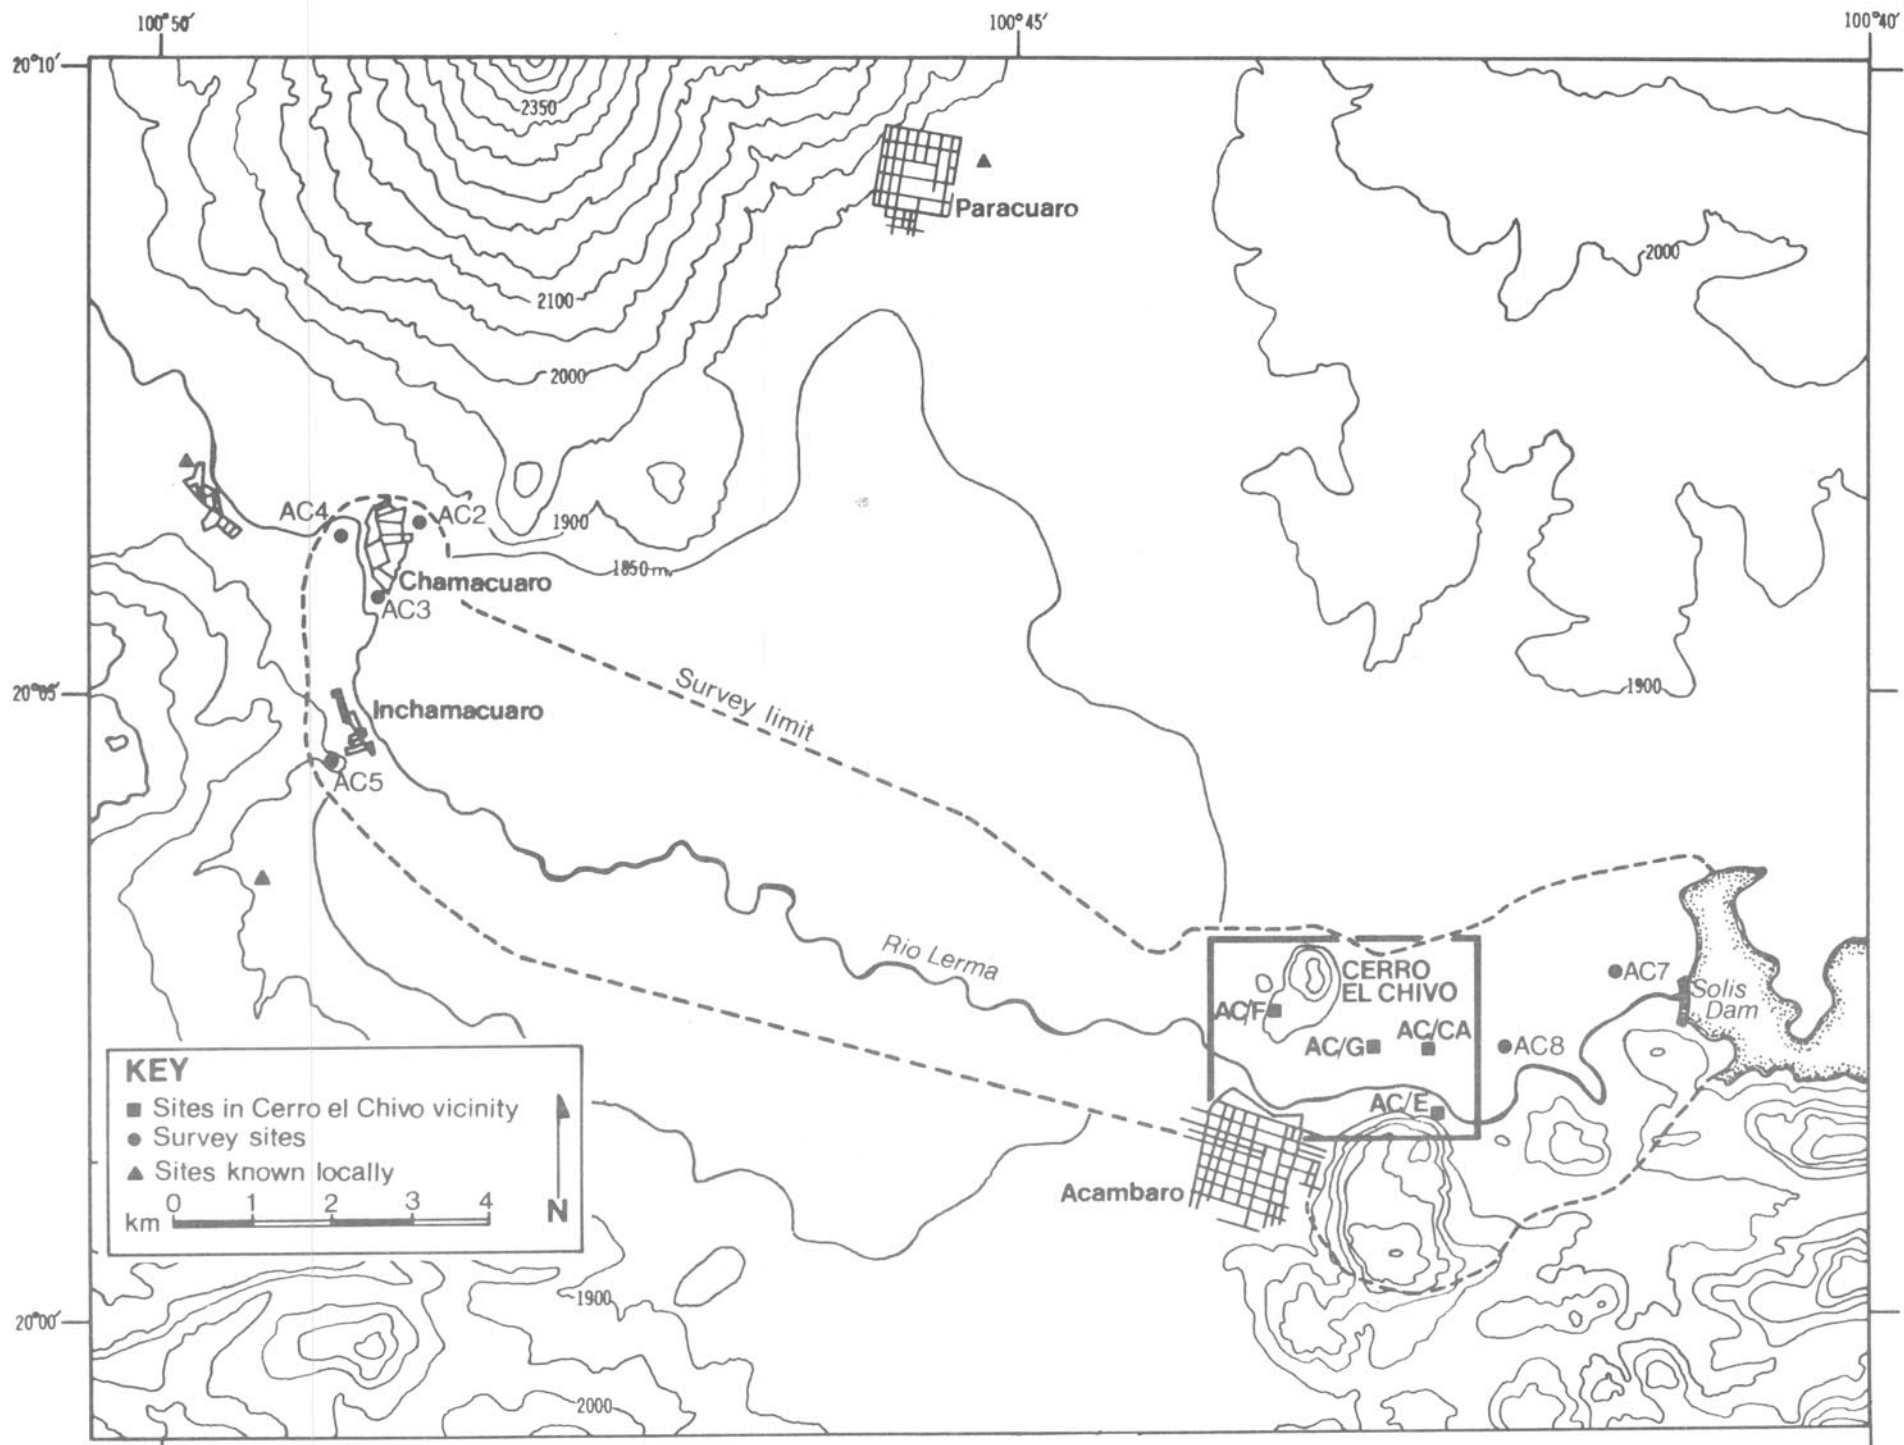 100°50′
100°45′
100°40′
20°10′
2350
Paracuaro
2000
2100
2000
AC4
AC2
1900
1850 m.
Chamacuaro
AC3
Survey limit
1900
20°05′
Inchamacuaro
AC5
Rio Lerma
CERRO
EL CHIVO
AC7
Solis
Dam
AC/F
AC/CA
AC/G
AC8
AC/E
KEY
Sites in Cerro el Chivo vicinity
Survey sites
Sites known locally
0 1 2 3 4
km
N
Acambaro
1900
20°00′
2000